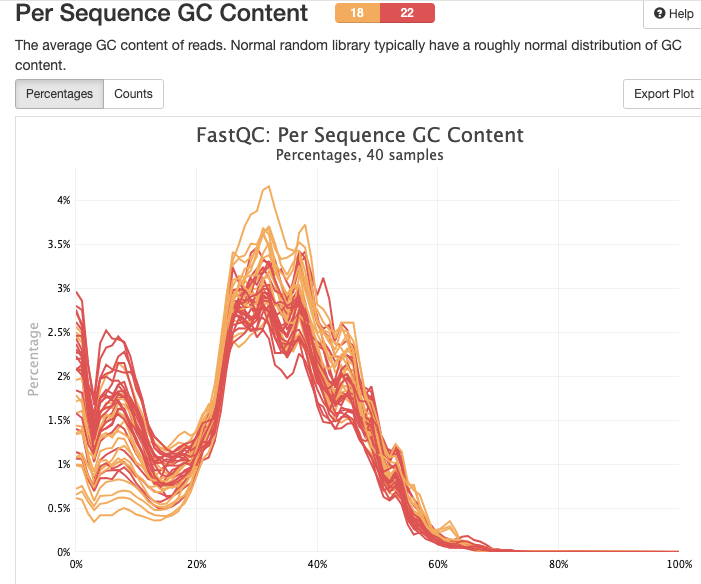 Per Sequence GC Content
18 22
Help
The average GC content of reads. Normal random library typically have a roughly normal distribution of GC
content.
Percentages Counts
Export Plot
FastQC: Per Sequence GC Content
Percentages, 40 samples
4%
3.5%
3%
2.5%
2%
1.5%
1%
0.5%
0%
Percentage
0% 20% 40% 60% 80% 100%